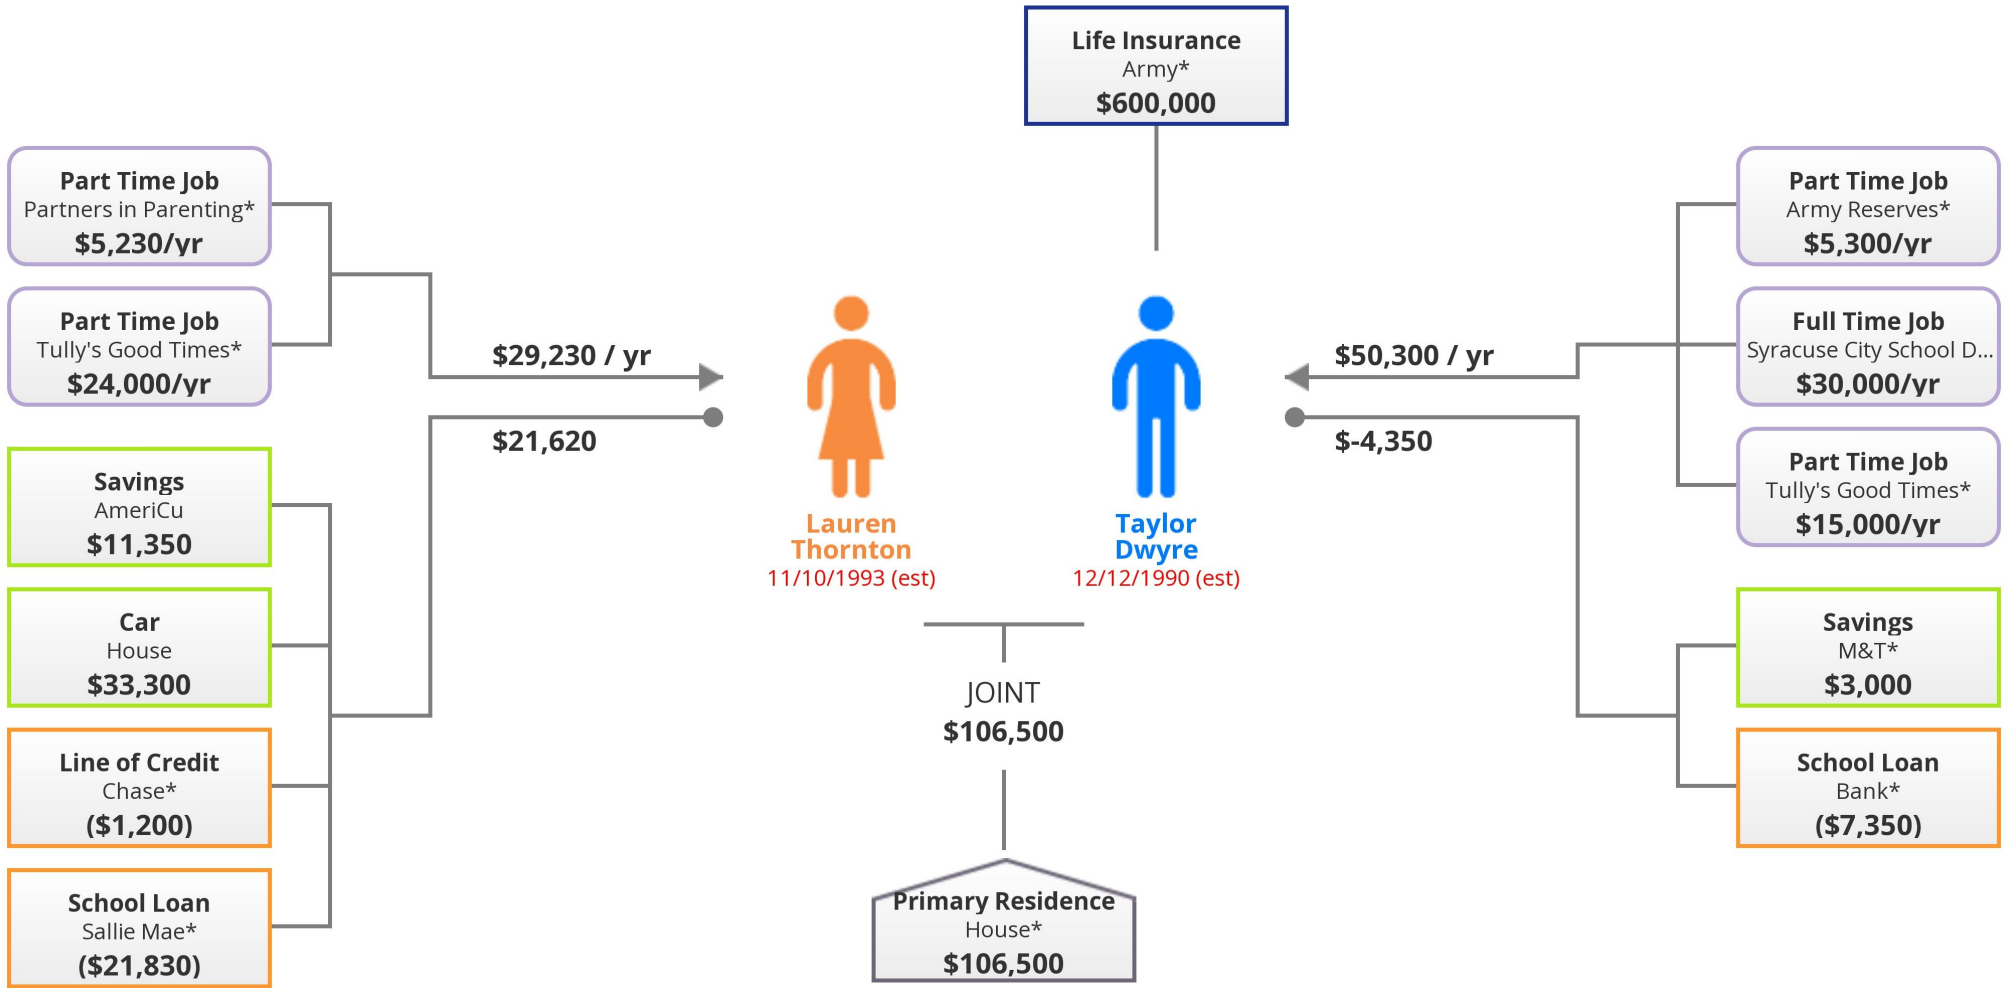 Life Insurance
Army*
$600,000
Part Time Job
Partners in Parenting*
$5,230/yr
Part Time Job
Tully's Good Times*
$24,000/yr
$29,230 / yr
$21,620
Savings
AmeriCu
$11,350
Car
House
$33,300
Line of Credit
Chase*
($1,200)
School Loan
Sallie Mae*
($21,830)
Lauren
Thornton
11/10/1993 (est)
Taylor
Dwyre
12/12/1990 (est)
JOINT
$106,500
Primary Residence
House*
$106,500
$50,300 / yr
$-4,350
Part Time Job
Army Reserves*
$5,300/yr
Full Time Job
Syracuse City School D...
$30,000/yr
Part Time Job
Tully's Good Times*
$15,000/yr
Savings
M&T*
$3,000
School Loan
Bank*
($7,350)